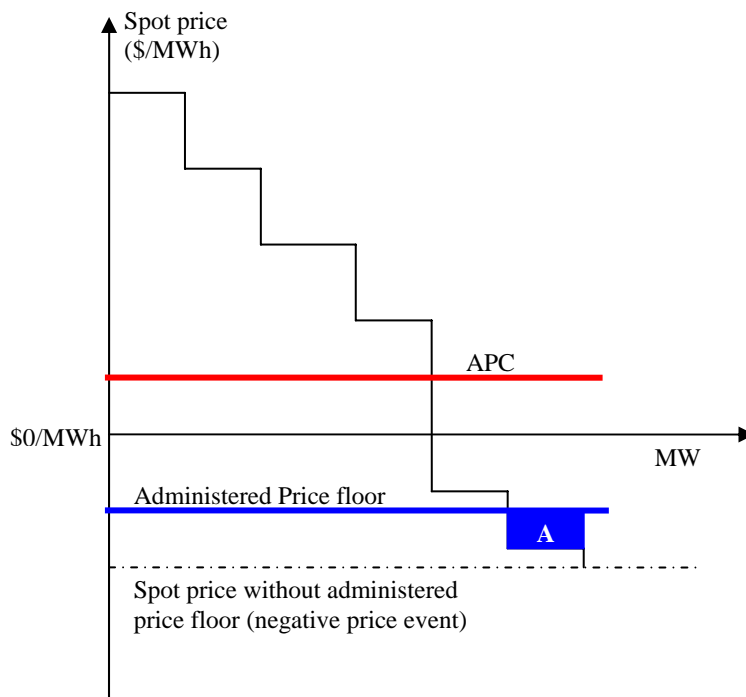 Spot price
($/MWh)
APC
$0/MWh
MW
Administered Price floor
A
Spot price without administered
price floor (negative price event)